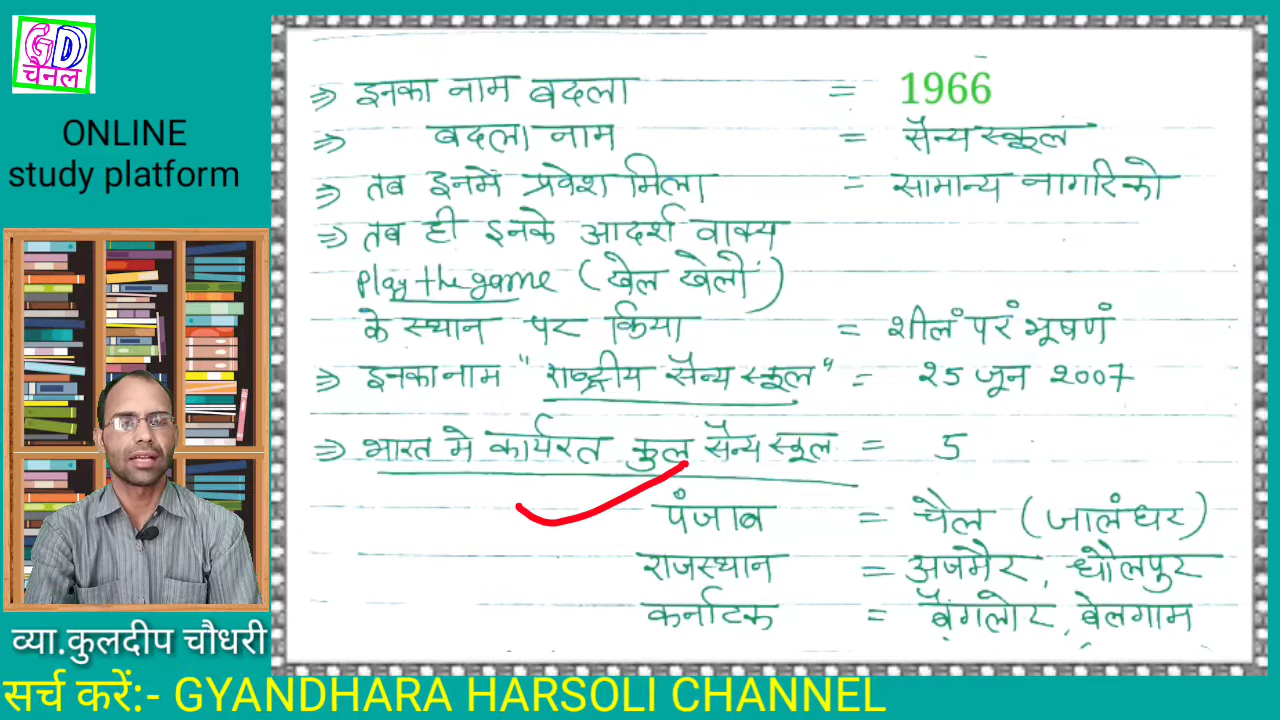 GD
चैनल
ONLINE
study platform
⇒ इनका नाम बदला = 1966
⇒ बदला नाम = सैन्य स्कूल
⇒ तब इनमें प्रवेश मिला = सामान्य नागरिको
⇒ तब ही इनके आदर्श वाक्य
Play the game (खेल खेलों)
के स्थान पर किया = शीलं परं भूषणं
⇒ इनका नाम "राष्ट्रीय सैन्य स्कूल" = 25 जून 2007
⇒ भारत मे कार्यरत कुल सैन्य स्कूल = 5
पंजाब = चैल (जालंधर)
राजस्थान = अजमैर, धौलपुर
कर्नाटक = बैंगलोर, बेलगाम
व्या.कुलदीप चौधरी
सर्च करें:- GYANDHARA HARSOLI CHANNEL